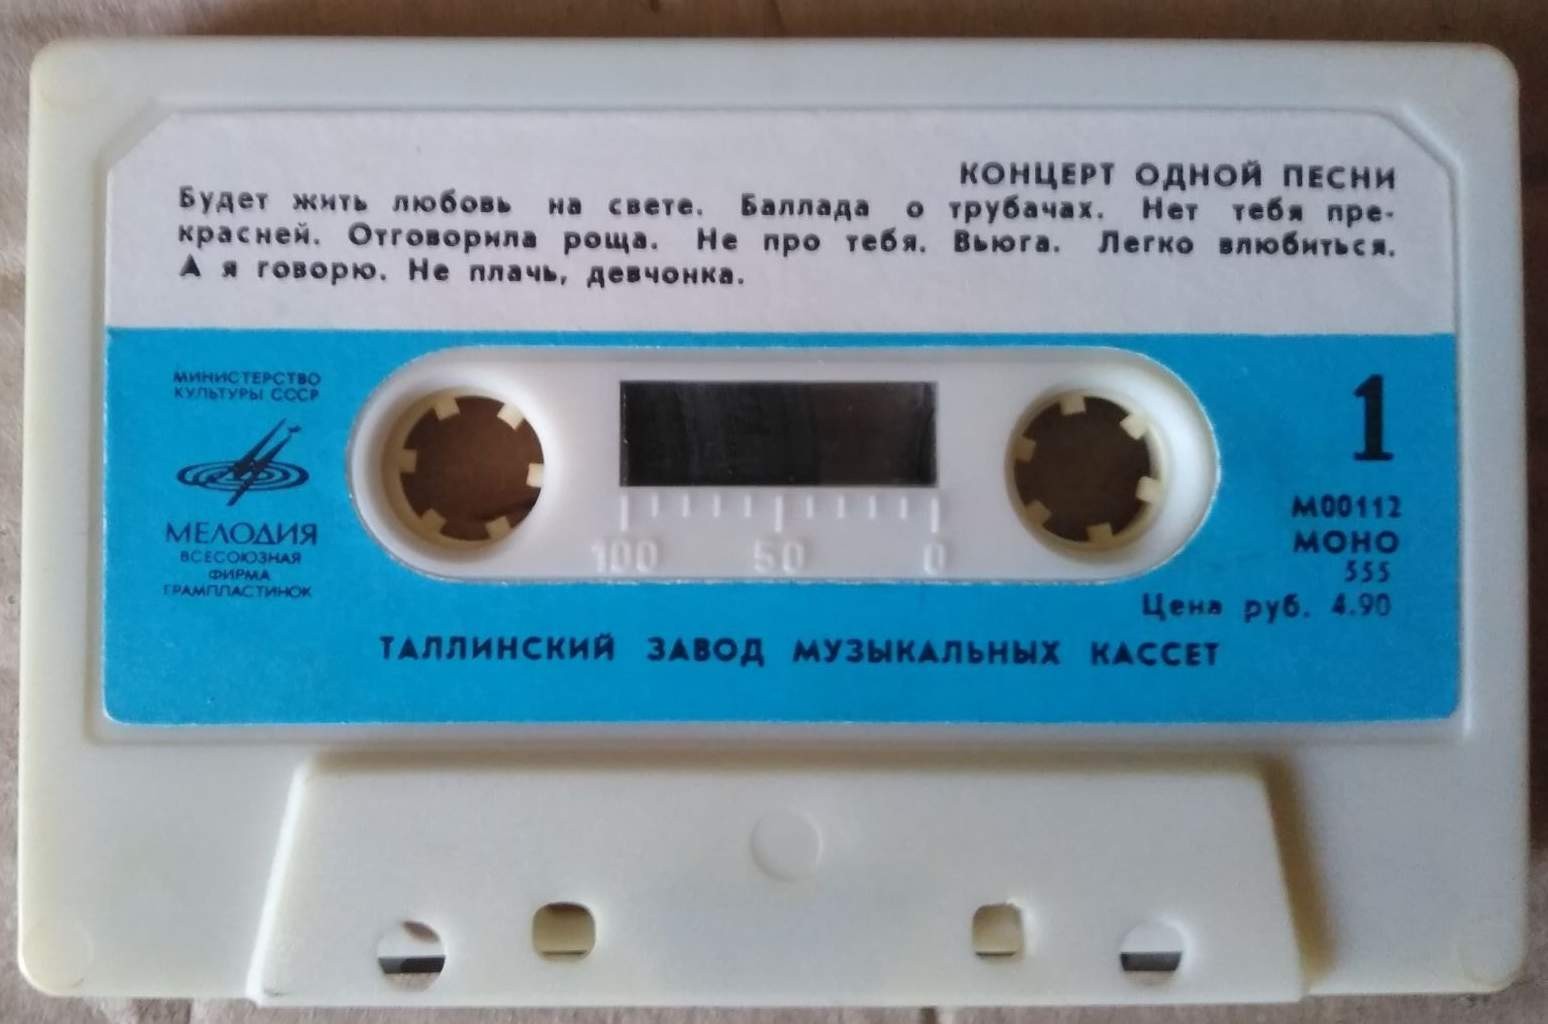 КОНЦЕРТ ОДНОЙ ПЕСНИ
Будет жить любовь на свете. Баллада о трубачах. Нет тебя пре-
красней. Отговорила роща. Не про тебя. Вьюга. Легко влюбиться.
А я говорю. Не плачь, девчонка.
МИНИСТЕРСТВО
КУЛЬТУРЫ СССР
МЕЛОДИЯ
ВСЕСОЮЗНАЯ
ФИРМА
ГРАМПЛАСТИНОК
100 50 0
1
М00112
МОНО
555
Цена руб. 4.90
ТАЛЛИНСКИЙ ЗАВОД МУЗЫКАЛЬНЫХ КАССЕТ